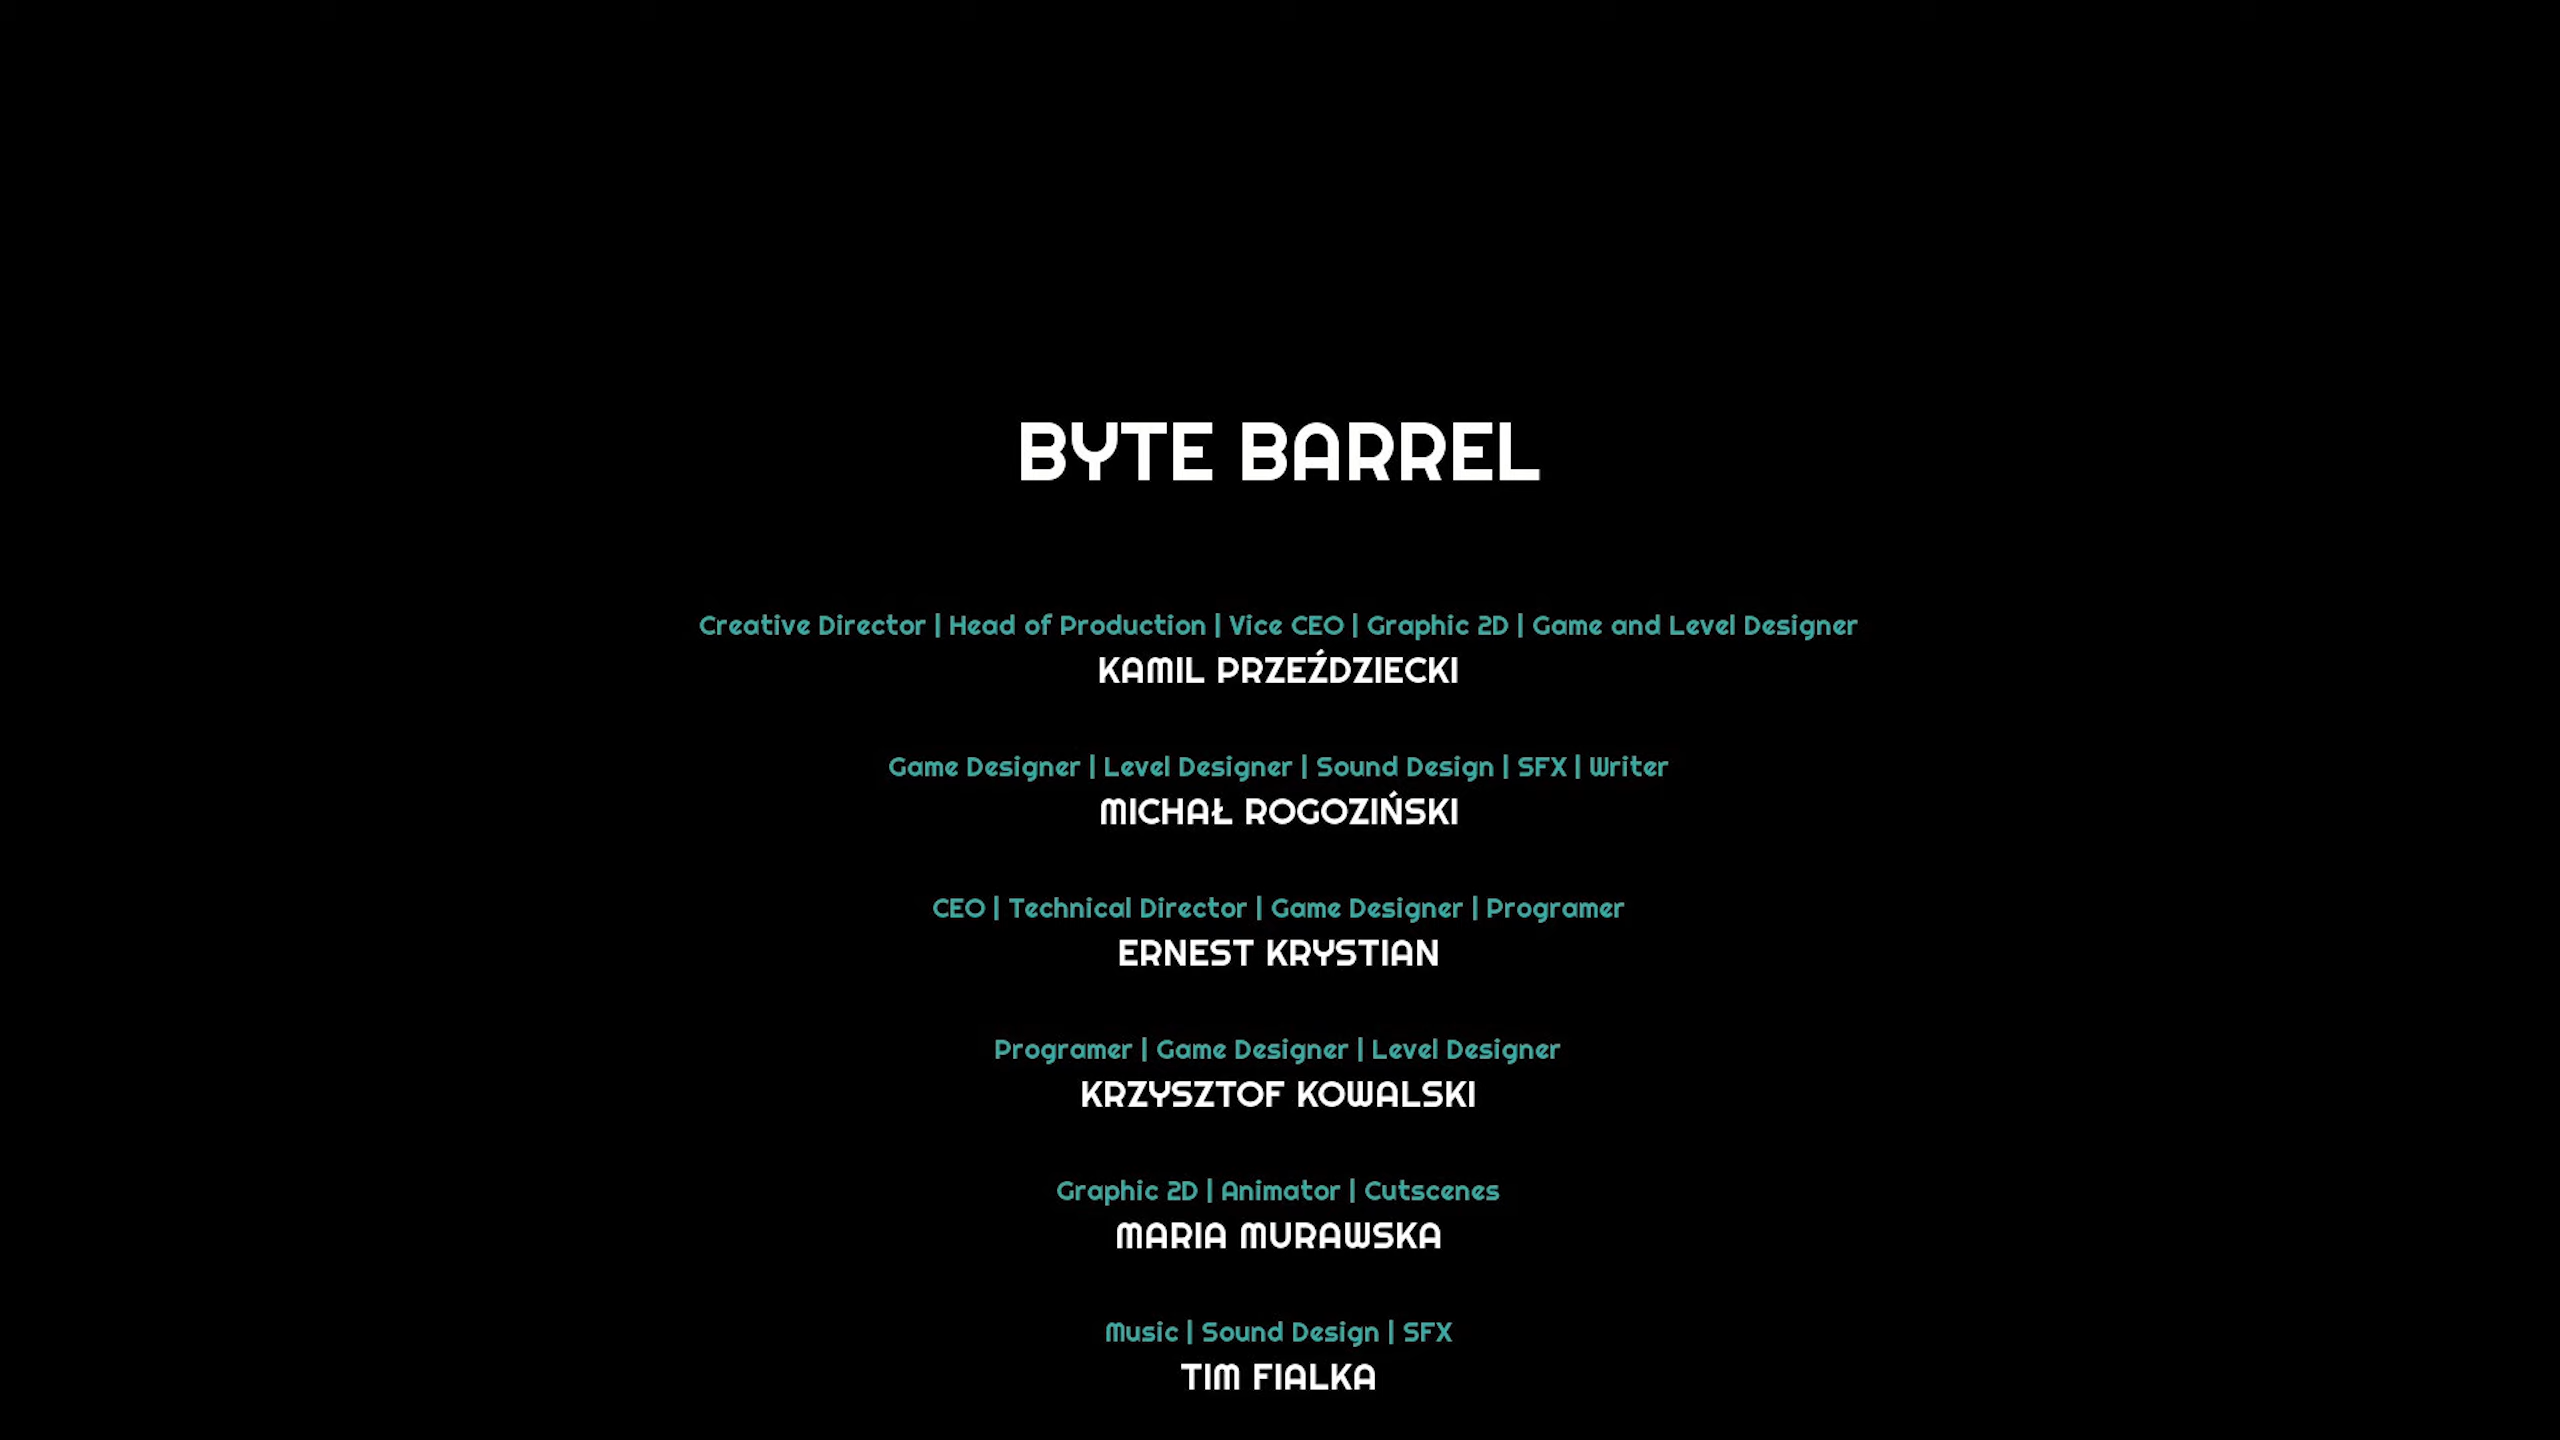 BYTE BARREL
Creative Director | Head of Production | Vice CEO | Graphic 2D | Game and Level Designer
KAMIL PRZEŹDZIECKI
Game Designer | Level Designer | Sound Design | SFX | Writer
MICHAŁ ROGOZIŃSKI
CEO | Technical Director | Game Designer | Programer
ERNEST KRYSTIAN
Programer | Game Designer | Level Designer
KRZYSZTOF KOWALSKI
Graphic 2D | Animator | Cutscenes
MARIA MURAWSKA
Music | Sound Design | SFX
TIM FIALKA